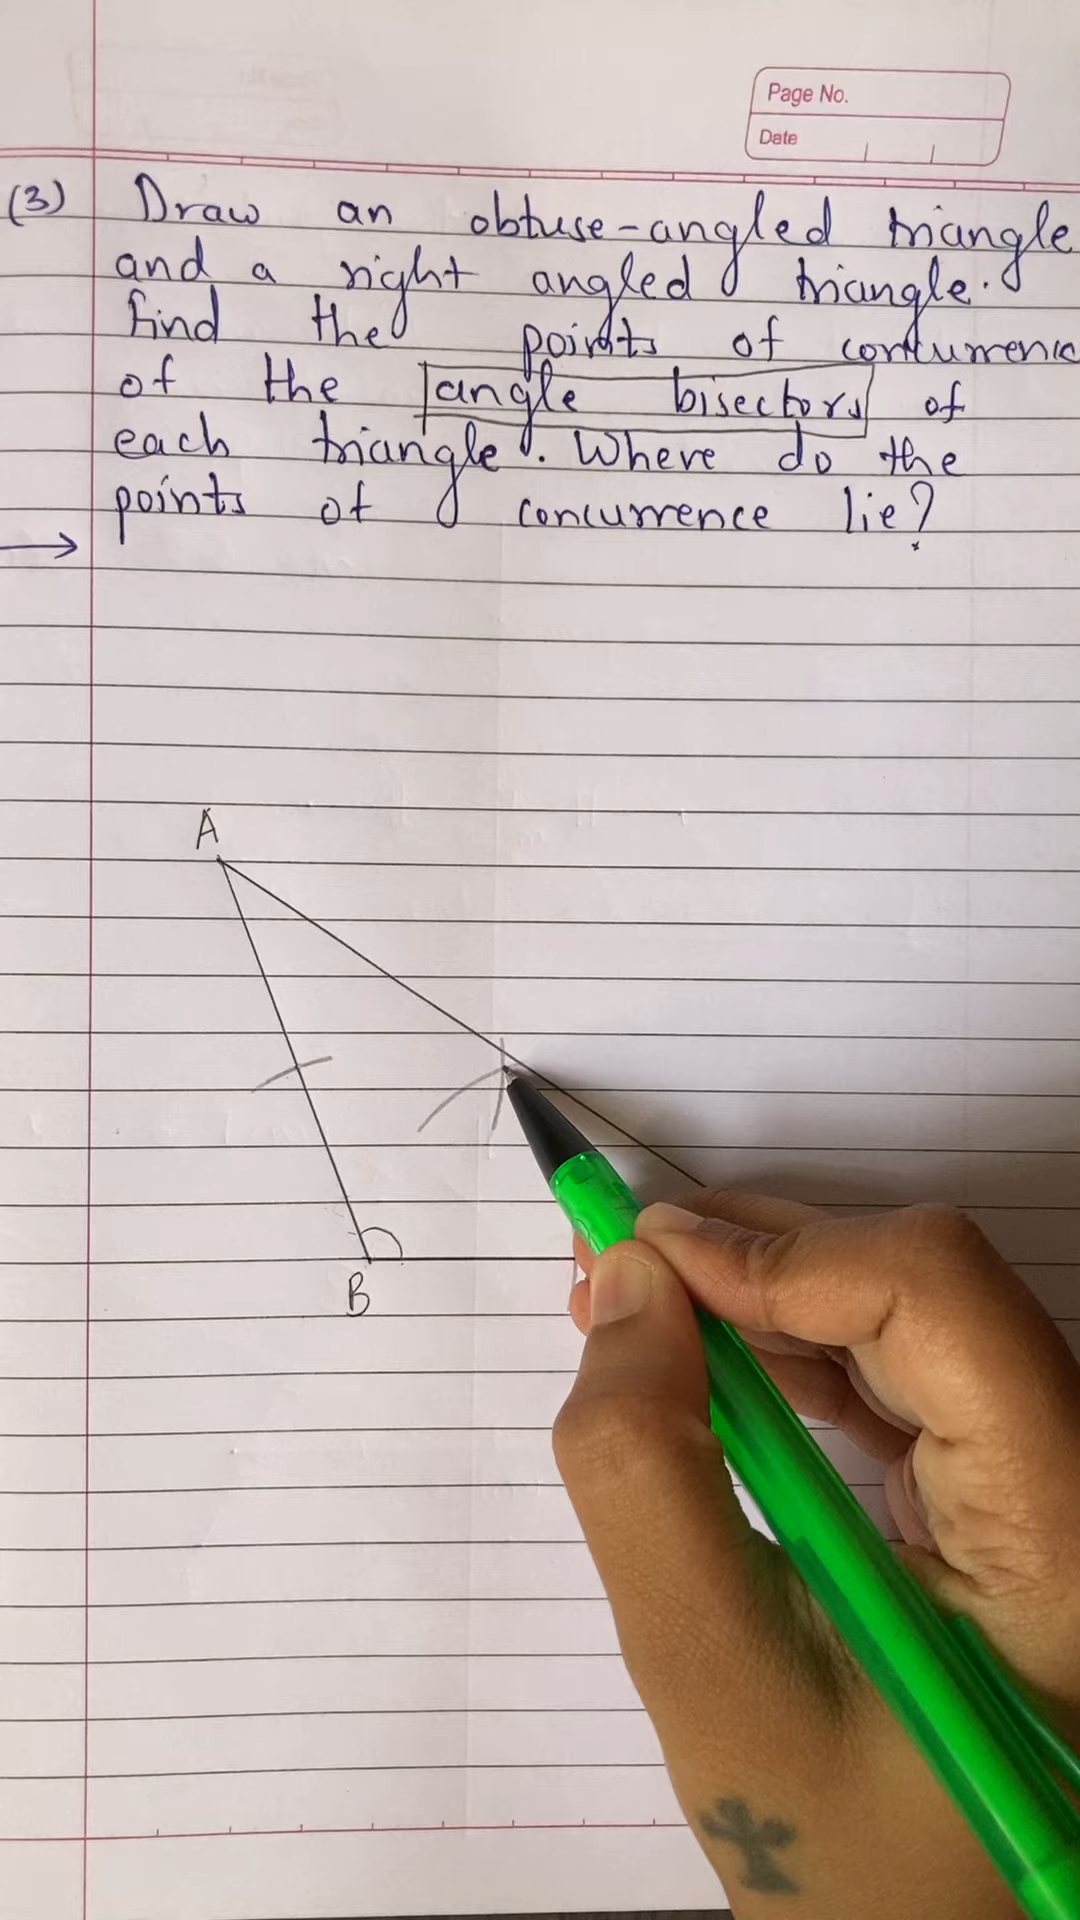 Page No.
Date
(3) Draw an obtuse-angled triangle
and a right angled triangle.
find the points of concurrenc
of the angle bisectors of
each triangle. Where do the
points of concurrence lie?
A
B